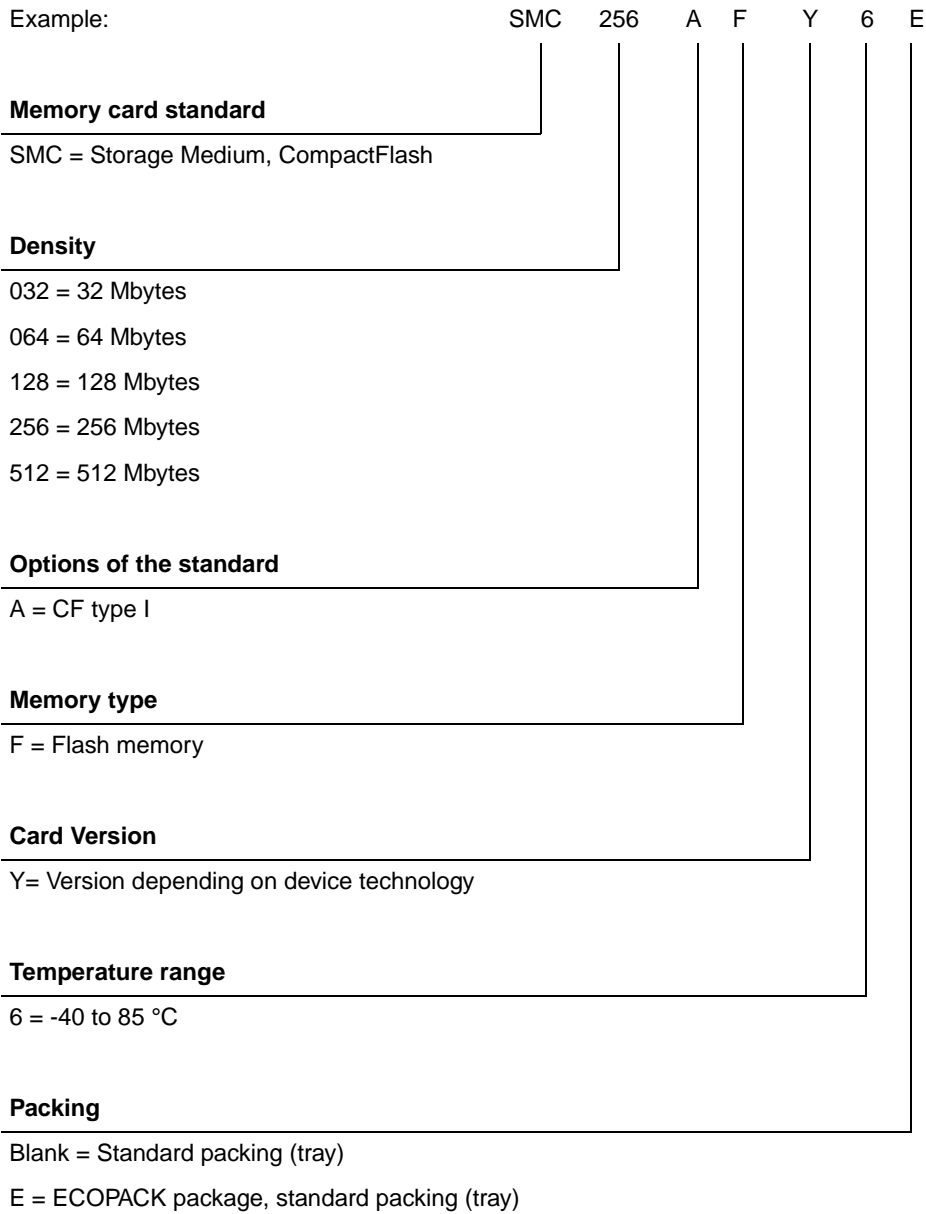 Example: SMC 256 A F Y 6 E
Memory card standard
SMC = Storage Medium, CompactFlash
Density
032 = 32 Mbytes
064 = 64 Mbytes
128 = 128 Mbytes
256 = 256 Mbytes
512 = 512 Mbytes
Options of the standard
A = CF type I
Memory type
F = Flash memory
Card Version
Y= Version depending on device technology
Temperature range
6 = -40 to 85 °C
Packing
Blank = Standard packing (tray)
E = ECOPACK package, standard packing (tray)